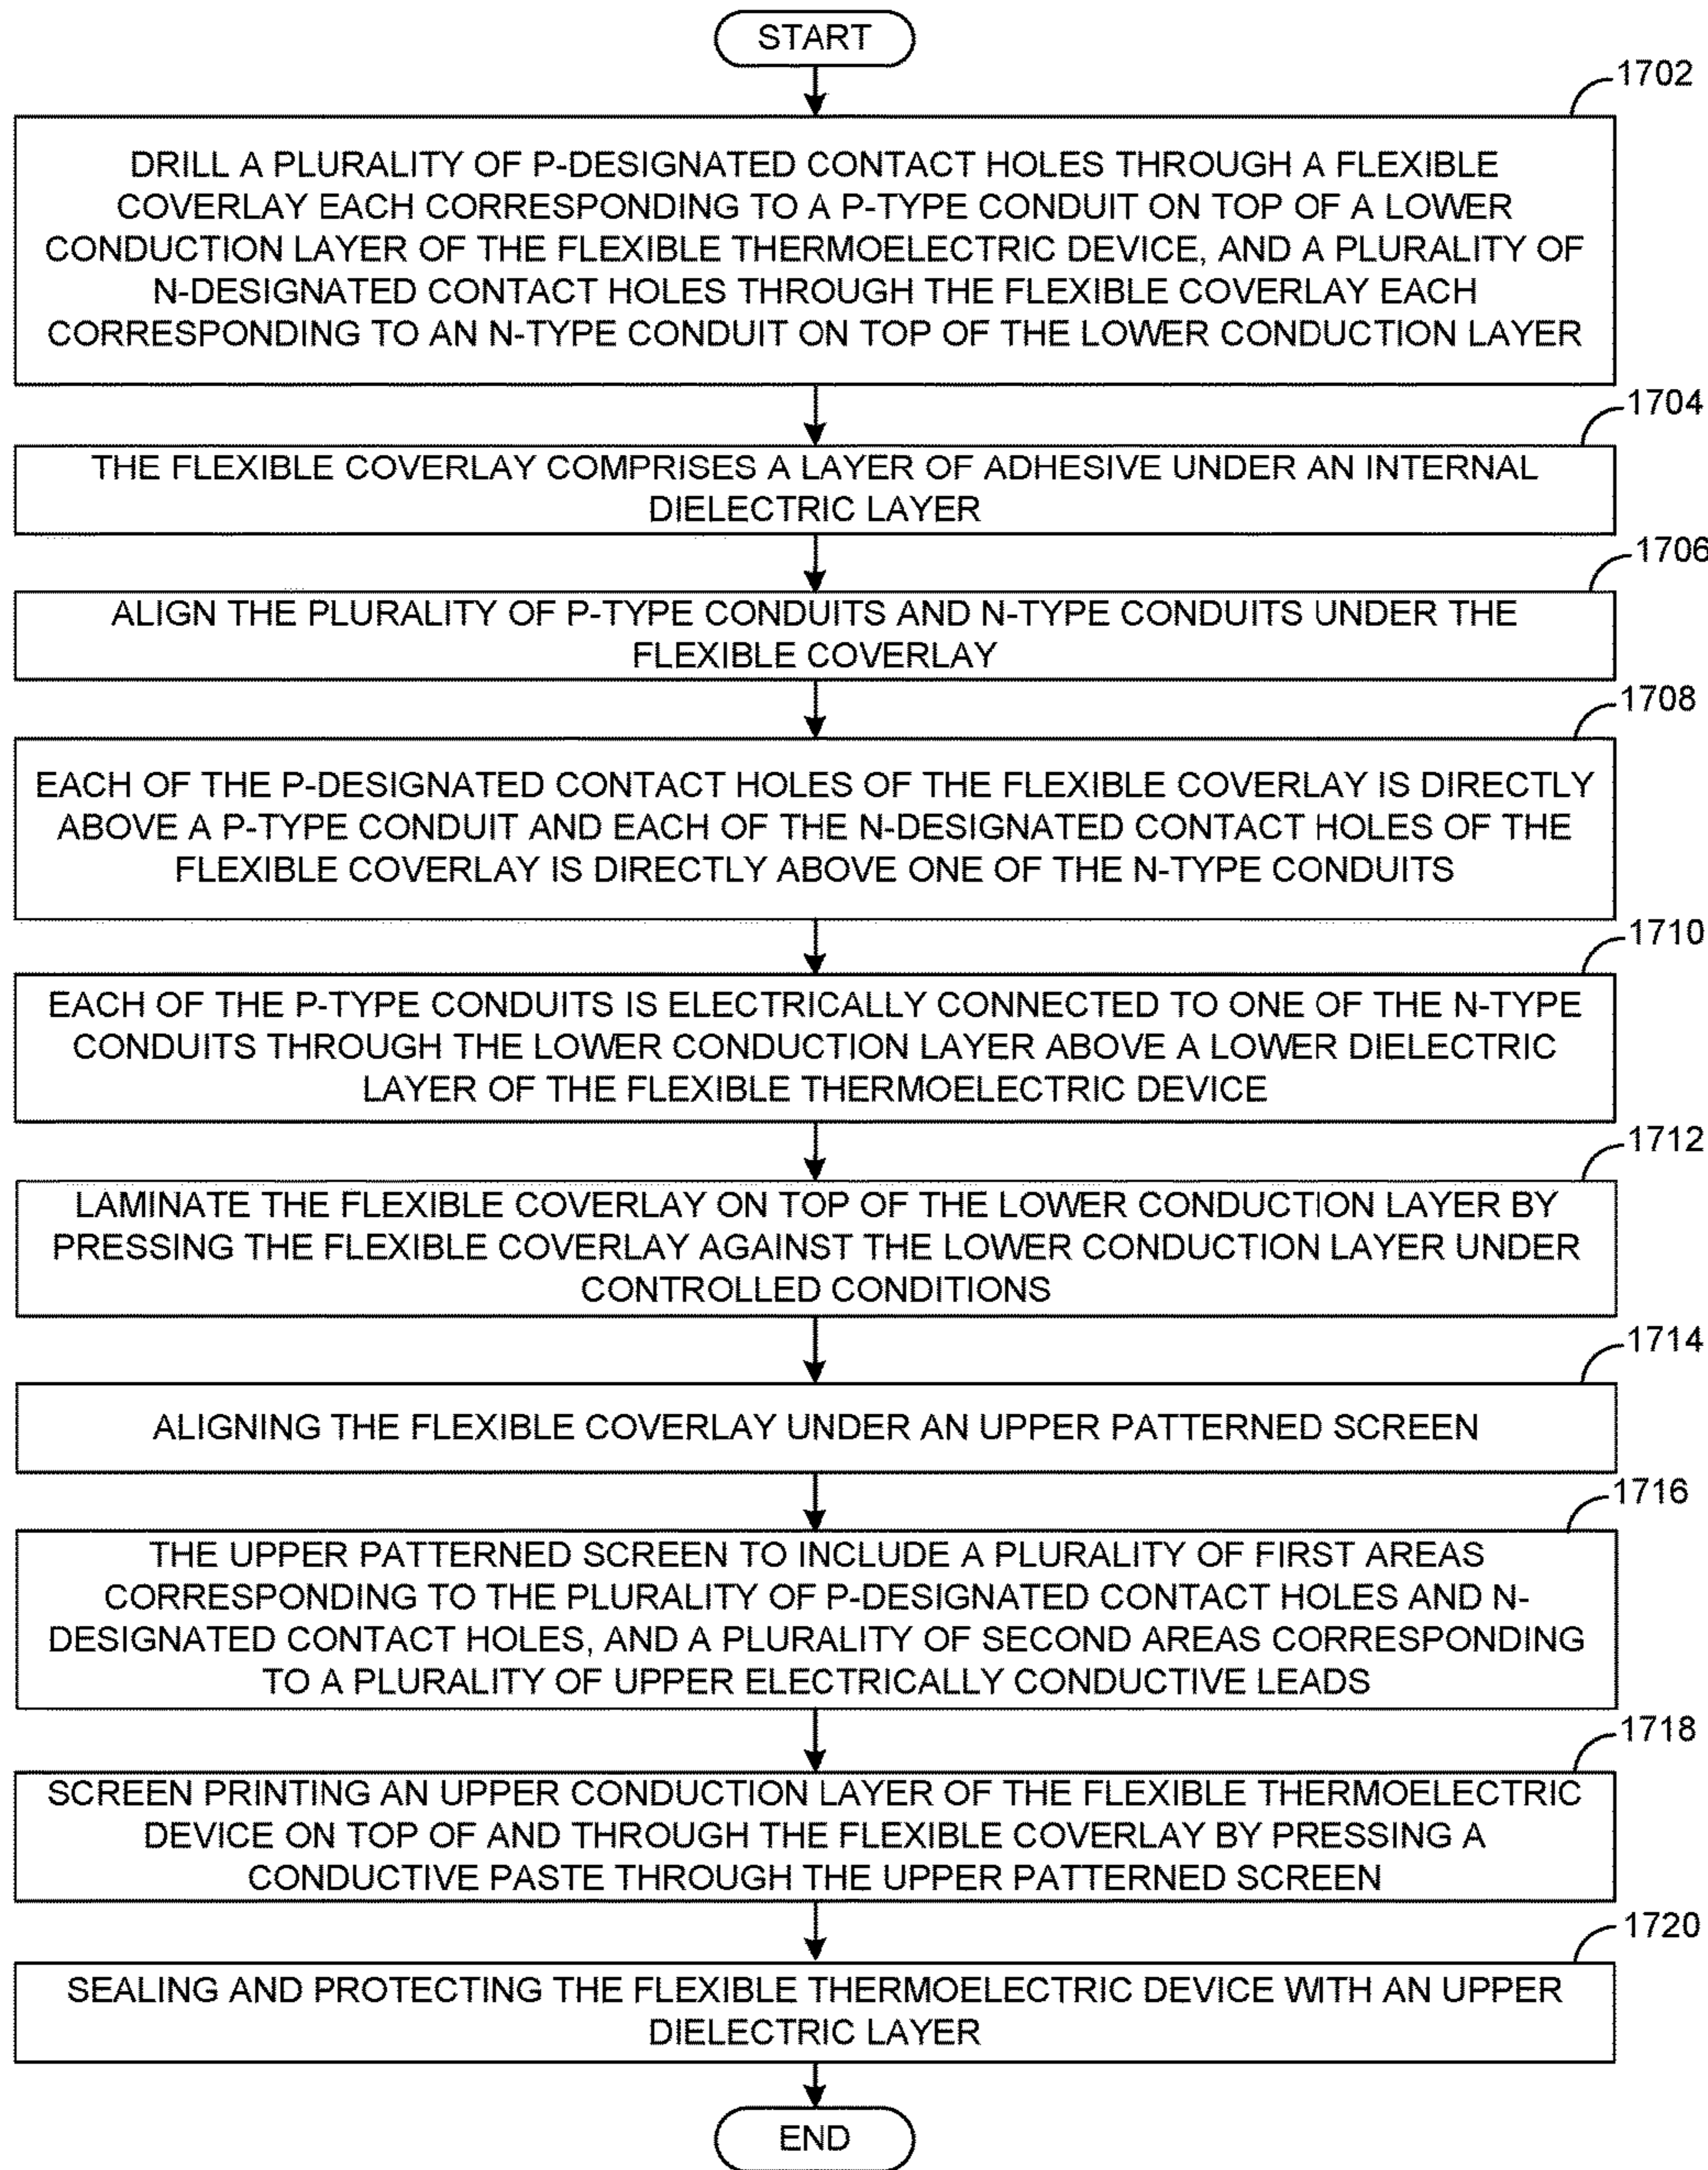 START
1702
DRILL A PLURALITY OF P-DESIGNATED CONTACT HOLES THROUGH A FLEXIBLE
COVERLAY EACH CORRESPONDING TO A P-TYPE CONDUIT ON TOP OF A LOWER
CONDUCTION LAYER OF THE FLEXIBLE THERMOELECTRIC DEVICE, AND A PLURALITY OF
N-DESIGNATED CONTACT HOLES THROUGH THE FLEXIBLE COVERLAY EACH
CORRESPONDING TO AN N-TYPE CONDUIT ON TOP OF THE LOWER CONDUCTION LAYER
1704
THE FLEXIBLE COVERLAY COMPRISES A LAYER OF ADHESIVE UNDER AN INTERNAL
DIELECTRIC LAYER
1706
ALIGN THE PLURALITY OF P-TYPE CONDUITS AND N-TYPE CONDUITS UNDER THE
FLEXIBLE COVERLAY
1708
EACH OF THE P-DESIGNATED CONTACT HOLES OF THE FLEXIBLE COVERLAY IS DIRECTLY
ABOVE A P-TYPE CONDUIT AND EACH OF THE N-DESIGNATED CONTACT HOLES OF THE
FLEXIBLE COVERLAY IS DIRECTLY ABOVE ONE OF THE N-TYPE CONDUITS
1710
EACH OF THE P-TYPE CONDUITS IS ELECTRICALLY CONNECTED TO ONE OF THE N-TYPE
CONDUITS THROUGH THE LOWER CONDUCTION LAYER ABOVE A LOWER DIELECTRIC
LAYER OF THE FLEXIBLE THERMOELECTRIC DEVICE
1712
LAMINATE THE FLEXIBLE COVERLAY ON TOP OF THE LOWER CONDUCTION LAYER BY
PRESSING THE FLEXIBLE COVERLAY AGAINST THE LOWER CONDUCTION LAYER UNDER
CONTROLLED CONDITIONS
1714
ALIGNING THE FLEXIBLE COVERLAY UNDER AN UPPER PATTERNED SCREEN
1716
THE UPPER PATTERNED SCREEN TO INCLUDE A PLURALITY OF FIRST AREAS
CORRESPONDING TO THE PLURALITY OF P-DESIGNATED CONTACT HOLES AND N-
DESIGNATED CONTACT HOLES, AND A PLURALITY OF SECOND AREAS CORRESPONDING
TO A PLURALITY OF UPPER ELECTRICALLY CONDUCTIVE LEADS
1718
SCREEN PRINTING AN UPPER CONDUCTION LAYER OF THE FLEXIBLE THERMOELECTRIC
DEVICE ON TOP OF AND THROUGH THE FLEXIBLE COVERLAY BY PRESSING A
CONDUCTIVE PASTE THROUGH THE UPPER PATTERNED SCREEN
1720
SEALING AND PROTECTING THE FLEXIBLE THERMOELECTRIC DEVICE WITH AN UPPER
DIELECTRIC LAYER
END